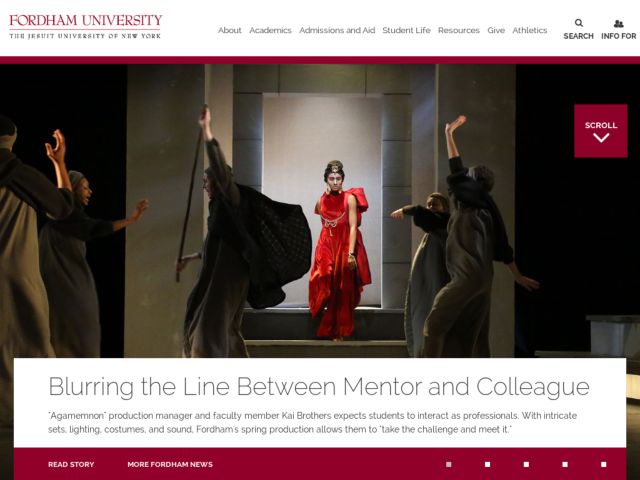 FORDHAM UNIVERSITY
THE JESUIT UNIVERSITY OF NEW YORK
About Academics Admissions and Aid Student Life Resources Give Athletics
SEARCH INFO FOR
SCROLL
Blurring the Line Between Mentor and Colleague
"Agamemnon" production manager and faculty member Kai Brothers expects students to interact as professionals. With intricate
sets, lighting, costumes, and sound, Fordham's spring production allows them to "take the challenge and meet it."
READ STORY MORE FORDHAM NEWS